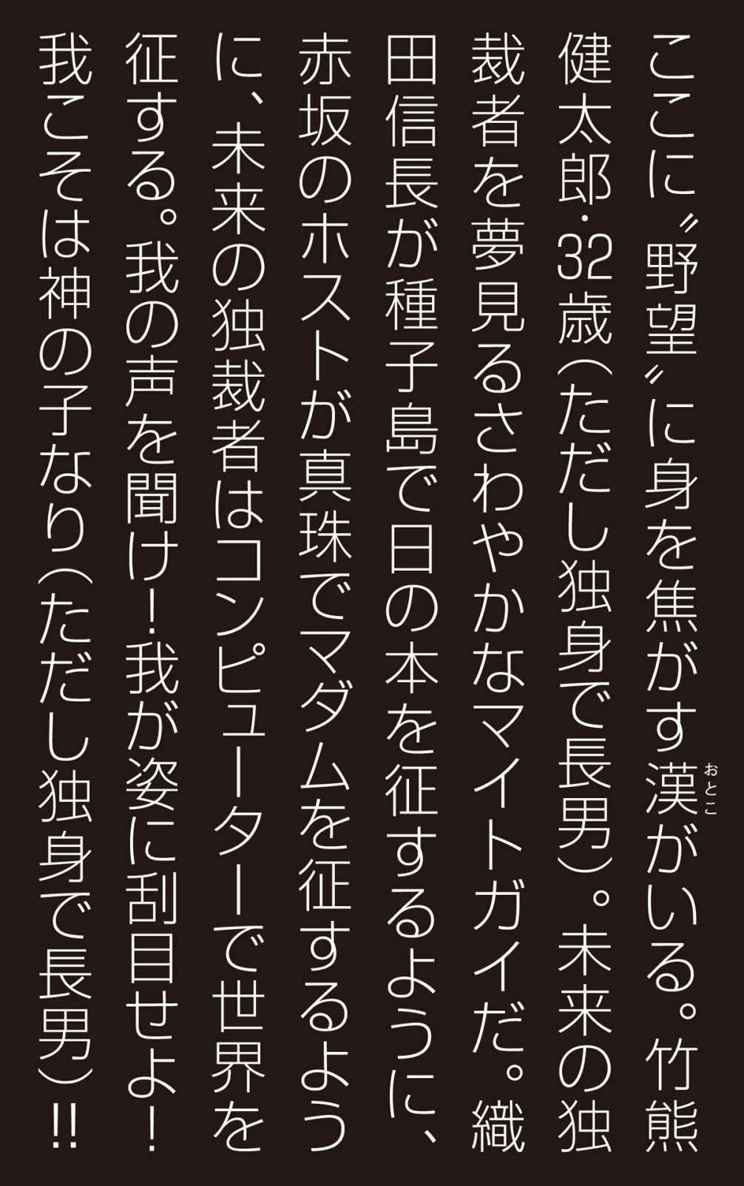 ここに〝野望〟に身を焦がす漢がいる。竹熊
おとこ
健太郎・32歳（ただし独身で長男）。未来の独
裁者を夢見るさわやかなマイトガイだ。織
田信長が種子島で日の本を征するように、
赤坂のホストが真珠でマダムを征するよう
に、未来の独裁者はコンピューターで世界を
征する。我の声を聞け！我が姿に刮目せよ！
我こそは神の子なり（ただし独身で長男）!!